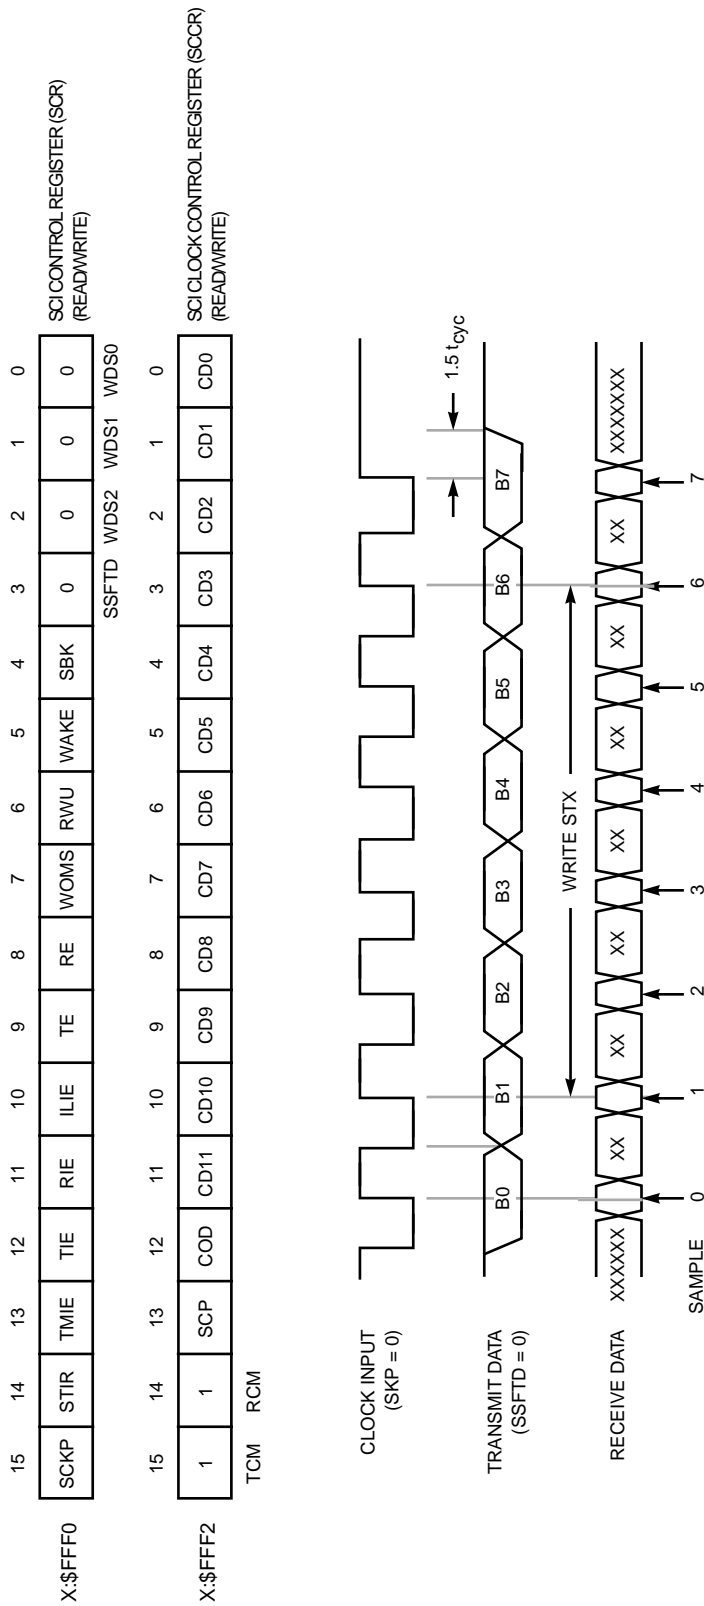 15 14 13 12 11 10 9 8 7 6 5 4 3 2 1 0
X:$FFF0 SCKP STIR TMIE TIE RIE ILIE TE RE WOMS RWU WAKE SBK 0 0 0 0 SCI CONTROL REGISTER (SCR)
(READ/WRITE)
SSFTD WDS2 WDS1 WDS0
15 14 13 12 11 10 9 8 7 6 5 4 3 2 1 0
X:$FFF2 1 1 SCP COD CD11 CD10 CD9 CD8 CD7 CD6 CD5 CD4 CD3 CD2 CD1 CD0 SCI CLOCK CONTROL REGISTER (SCCR)
(READ/WRITE)
TCM RCM
CLOCK INPUT
(SKP = 0)
1.5 tcyc
TRANSMIT DATA
(SSFTD = 0)
B0 B1 B2 B3 B4 B5 B6 B7
WRITE STX
RECEIVE DATA
XXXXXX XX XX XX XX XX XX XX XXXXXXX
SAMPLE 0 1 2 3 4 5 6 7